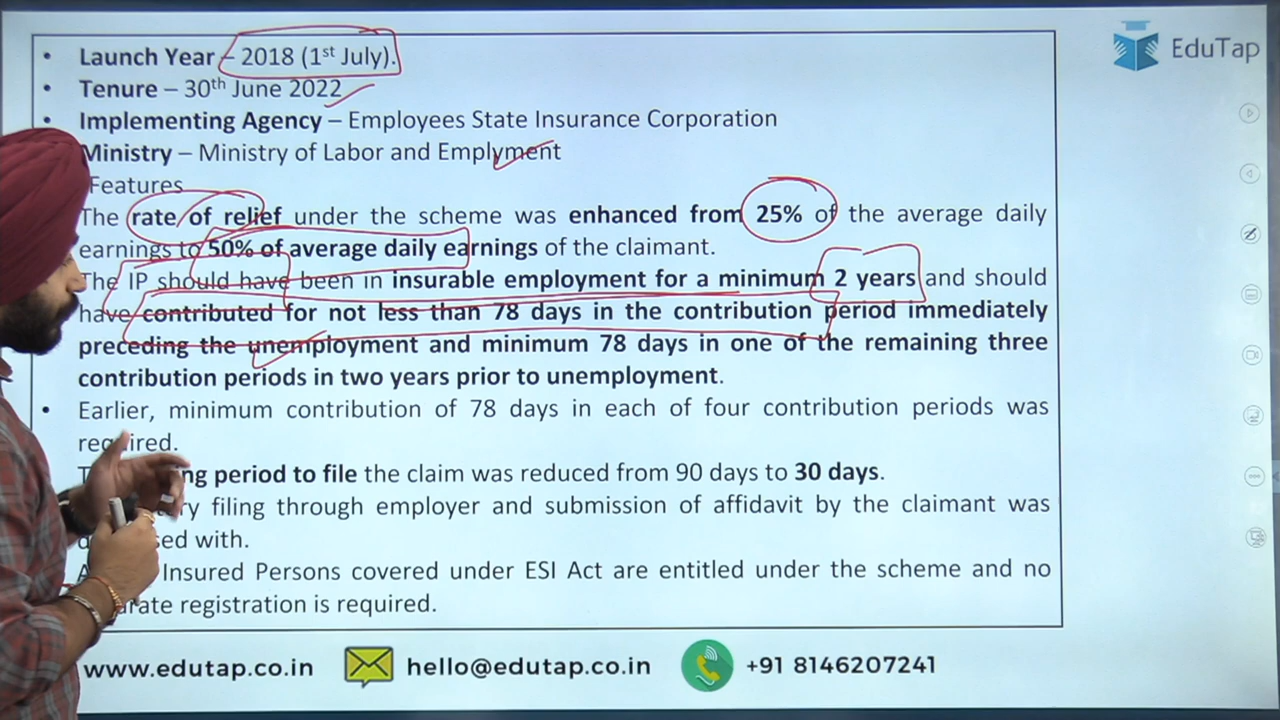 EduTap
• Launch Year – 2018 (1st July).
• Tenure – 30th June 2022
• Implementing Agency – Employees State Insurance Corporation
Ministry – Ministry of Labor and Emplyment
Features
The rate of relief under the scheme was enhanced from 25% of the average daily
earnings to 50% of average daily earnings of the claimant.
The IP should have been in insurable employment for a minimum 2 years and should
have contributed for not less than 78 days in the contribution period immediately
preceding the unemployment and minimum 78 days in one of the remaining three
contribution periods in two years prior to unemployment.
• Earlier, minimum contribution of 78 days in each of four contribution periods was
required.
period to file the claim was reduced from 90 days to 30 days.
filing through employer and submission of affidavit by the claimant was
with.
Insured Persons covered under ESI Act are entitled under the scheme and no
registration is required.
www.edutap.co.in hello@edutap.co.in +91 8146207241